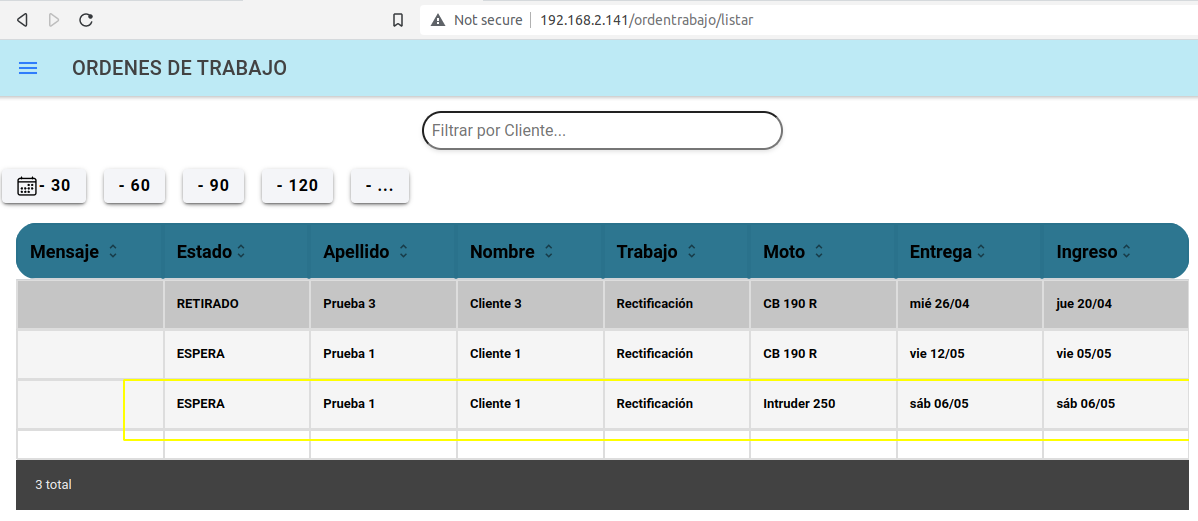 Not secure | 192.168.2.141/ordentrabajo/listar
ORDENES DE TRABAJO
Filtrar por Cliente...
- 30 - 60 - 90 - 120 - ...
Mensaje Estado Apellido Nombre Trabajo Moto Entrega Ingreso
RETIRADO Prueba 3 Cliente 3 Rectificación CB 190 R mié 26/04 jue 20/04
ESPERA Prueba 1 Cliente 1 Rectificación CB 190 R vie 12/05 vie 05/05
ESPERA Prueba 1 Cliente 1 Rectificación Intruder 250 sáb 06/05 sáb 06/05
3 total